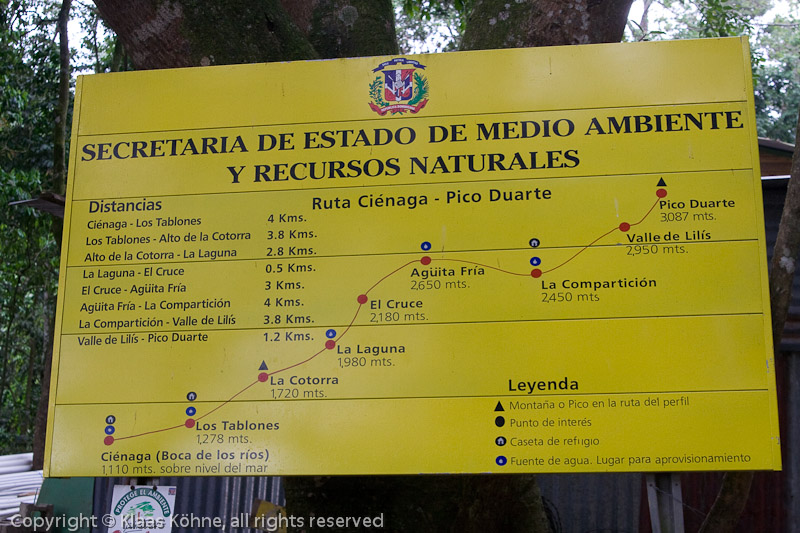 SECRETARIA DE ESTADO DE MEDIO AMBIENTE
Y RECURSOS NATURALES
Distancias
Ruta Ciénaga - Pico Duarte
Ciénaga - Los Tablones 4 Kms.
Los Tablones - Alto de la Cotorra 3.8 Kms.
Alto de la Cotorra - La Laguna 2.8 Kms.
La Laguna - El Cruce 0.5 Kms.
El Cruce - Agüita Fría 3 Kms.
Agüita Fría - La Compartición 4 Kms.
La Compartición - Valle de Lilís 3.8 Kms.
Valle de Lilís - Pico Duarte 1.2 Kms.
Pico Duarte
3,087 mts.
Valle de Lilís
2,950 mts.
La Compartición
2,450 mts
Agüita Fría
2,650 mts.
El Cruce
2,180 mts.
La Laguna
1,980 mts.
La Cotorra
1,720 mts.
Los Tablones
1,278 mts.
Ciénaga (Boca de los ríos)
1,110 mts. sobre nivel del mar
Leyenda
Montaña o Pico en la ruta del perfil
Punto de interés
Caseta de refigio
Fuente de agua. Lugar para aprovisionamiento
PROTEGE EL AMBIENTE
Copyright © Klaas Köhne, all rights reserved